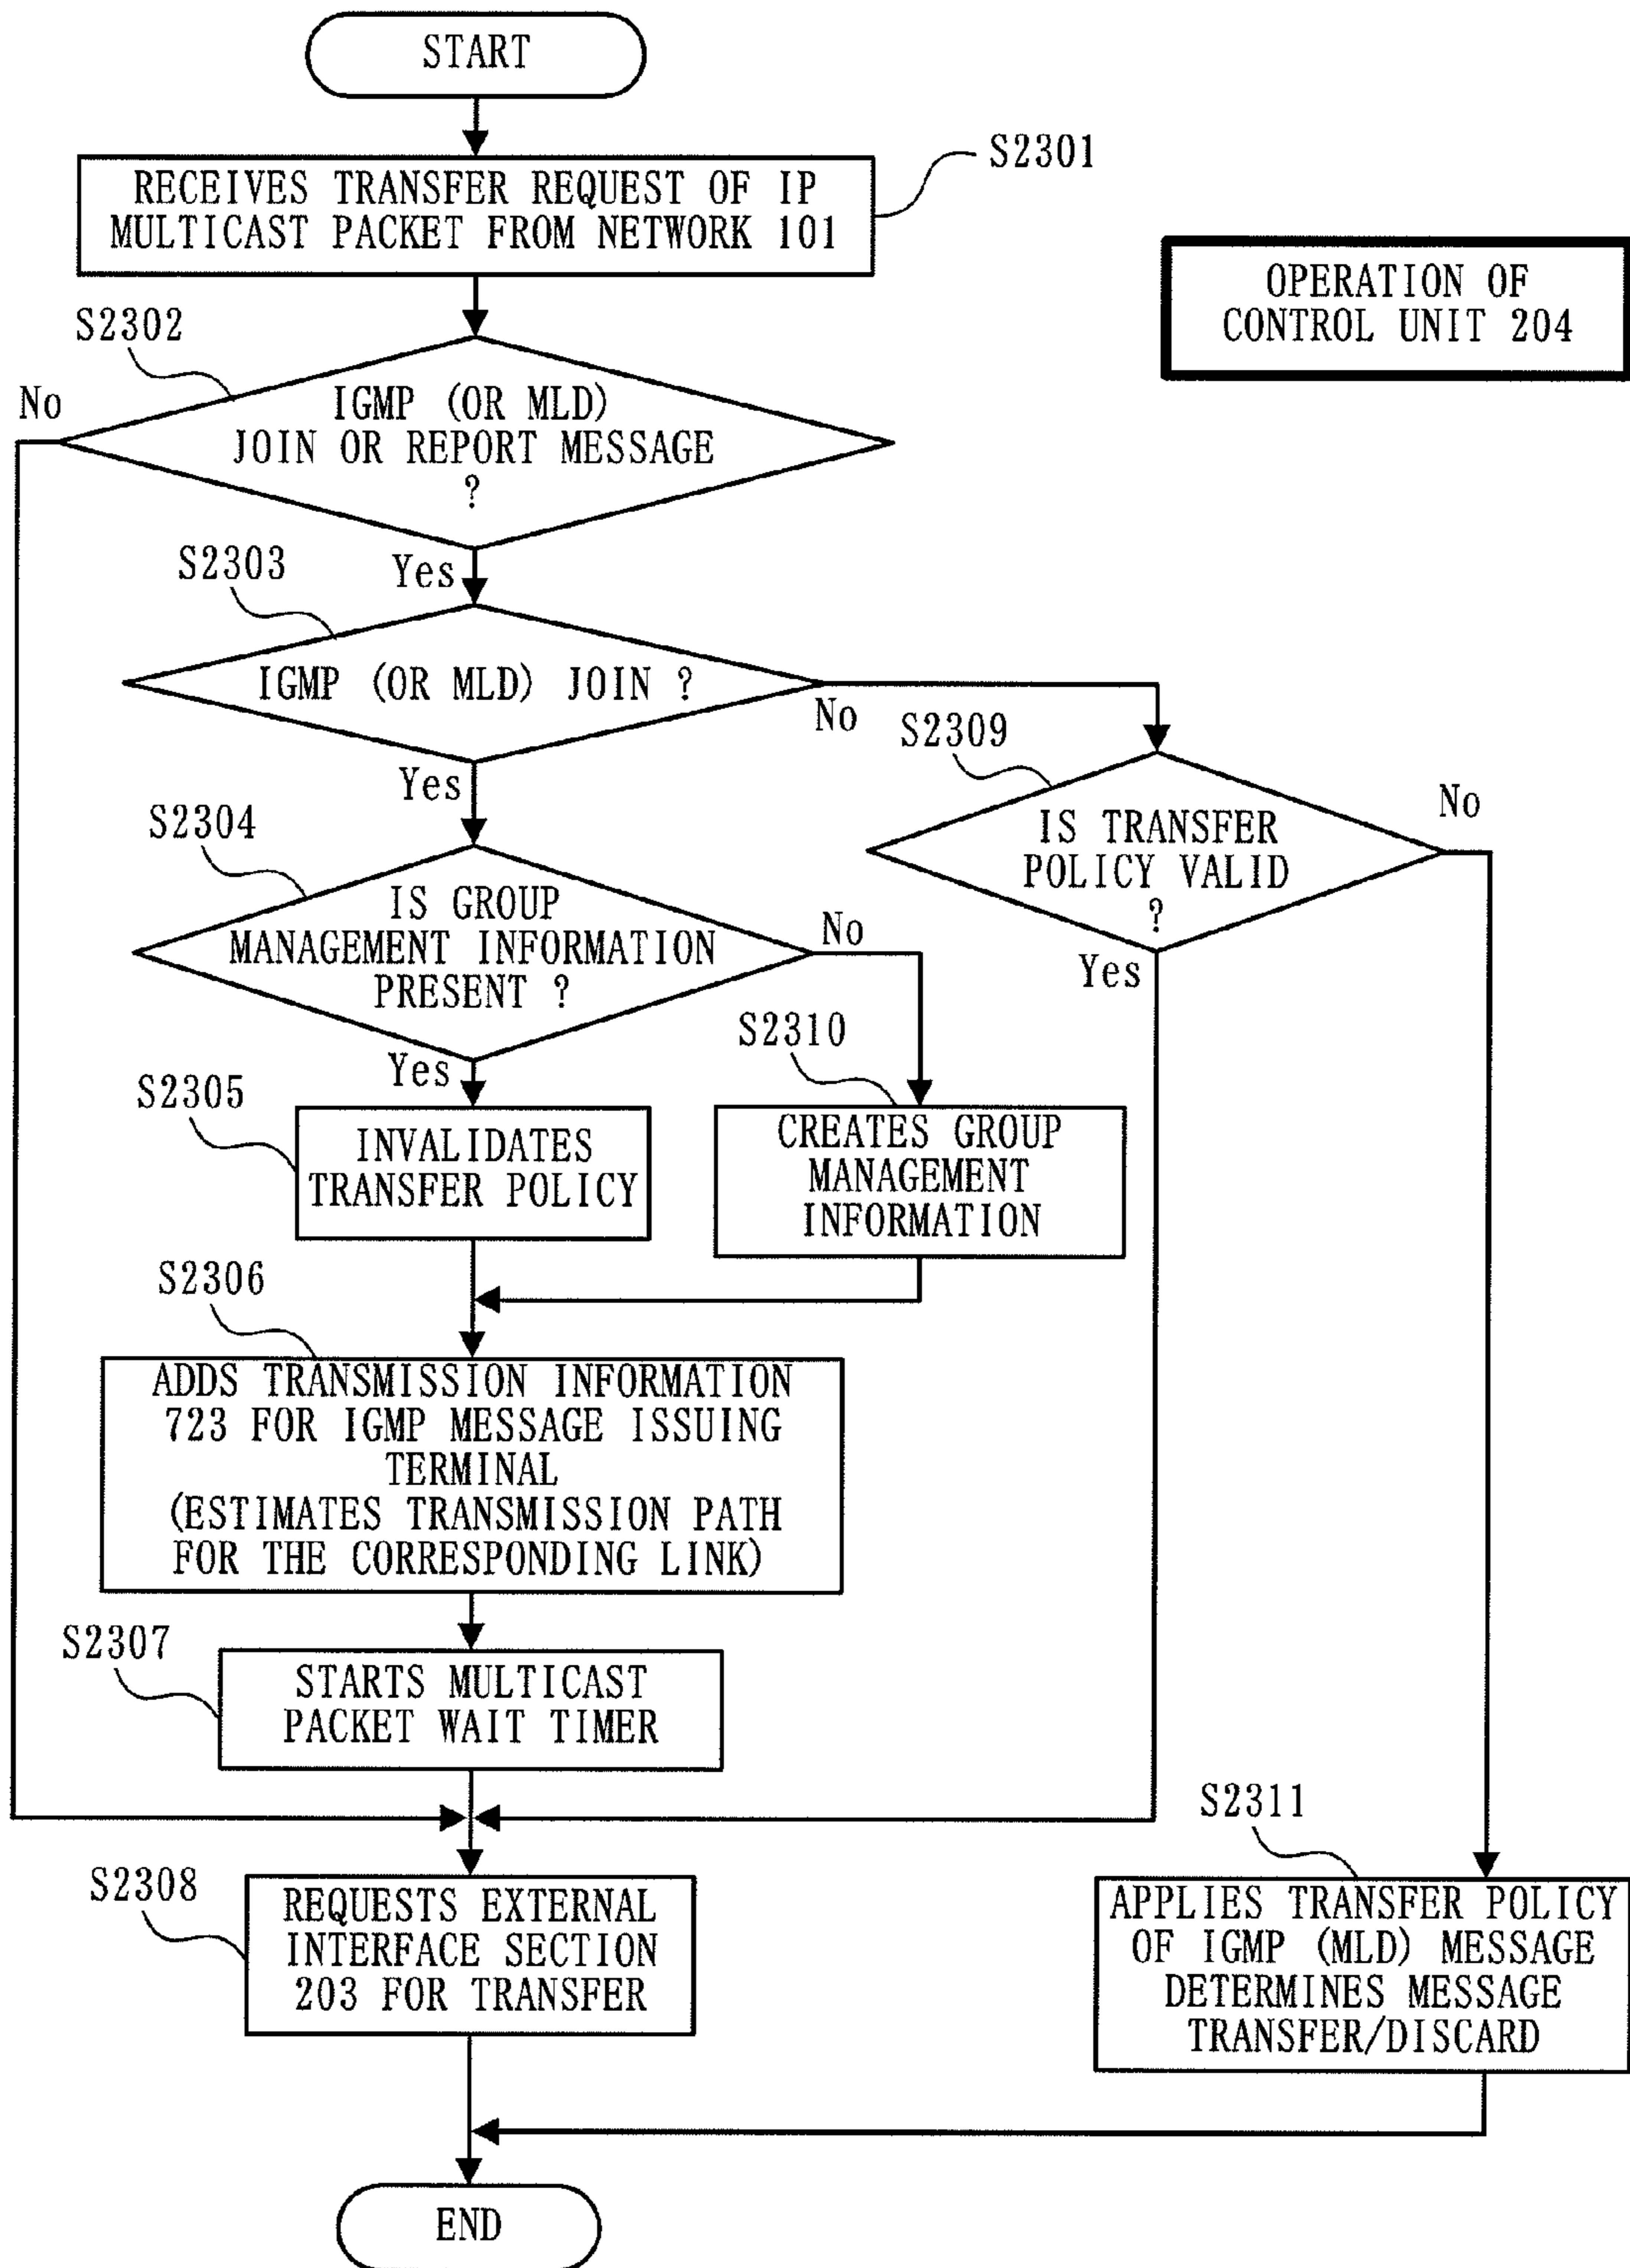 START
S2301
RECEIVES TRANSFER REQUEST OF IP
MULTICAST PACKET FROM NETWORK 101
OPERATION OF
CONTROL UNIT 204
S2302
No
IGMP (OR MLD)
JOIN OR REPORT MESSAGE
?
Yes
S2303
IGMP (OR MLD) JOIN ?
No
Yes
S2309
IS TRANSFER
POLICY VALID
?
No
Yes
S2304
IS GROUP
MANAGEMENT INFORMATION
PRESENT ?
No
Yes
S2310
CREATES GROUP
MANAGEMENT
INFORMATION
S2305
INVALIDATES
TRANSFER POLICY
S2306
ADDS TRANSMISSION INFORMATION
723 FOR IGMP MESSAGE ISSUING
TERMINAL
(ESTIMATES TRANSMISSION PATH
FOR THE CORRESPONDING LINK)
S2307
STARTS MULTICAST
PACKET WAIT TIMER
S2308
REQUESTS EXTERNAL
INTERFACE SECTION
203 FOR TRANSFER
S2311
APPLIES TRANSFER POLICY
OF IGMP (MLD) MESSAGE
DETERMINES MESSAGE
TRANSFER/DISCARD
END